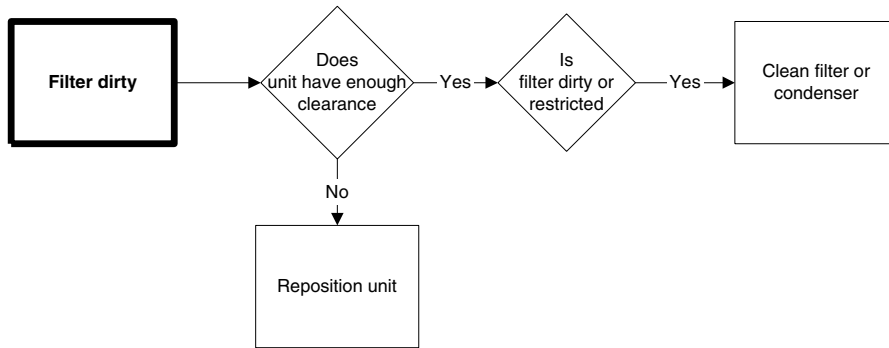 Filter dirty
Does
unit have enough
clearance
Yes
Is
filter dirty or
restricted
Yes
Clean filter or
condenser
No
Reposition unit